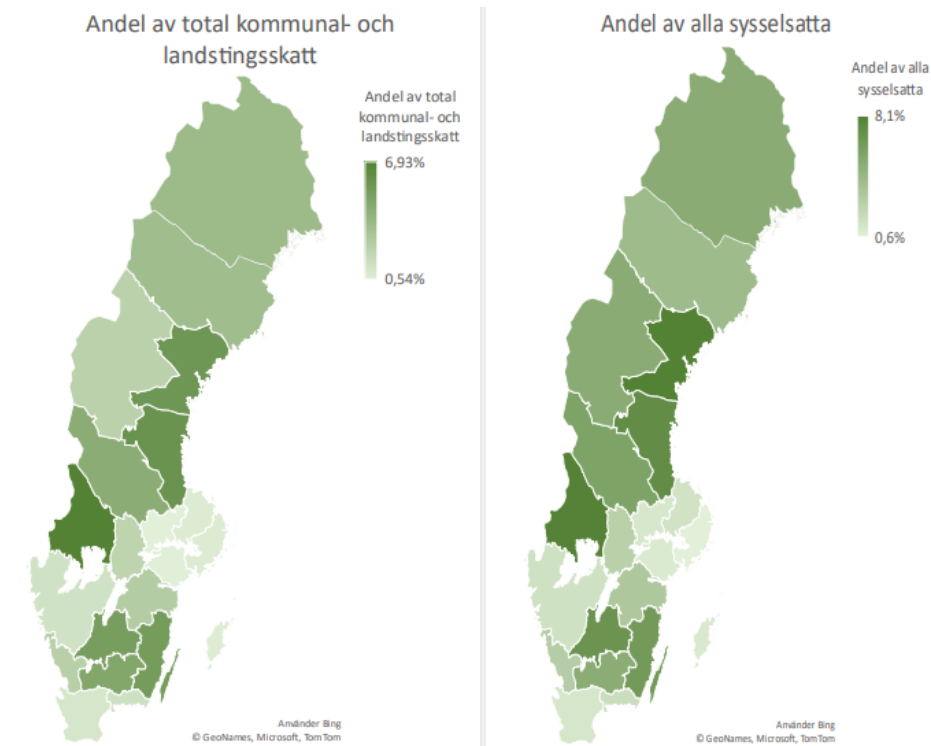 Andel av total kommunal- och
landstingsskatt
Andel av total
kommunal- och
landstingsskatt
6,93%
0,54%
Använder Bing
© GeoNames, Microsoft, TomTom
Andel av alla sysselsatta
Andel av alla
sysselsatta
8,1%
0,6%
Använder Bing
© GeoNames, Microsoft, TomTom